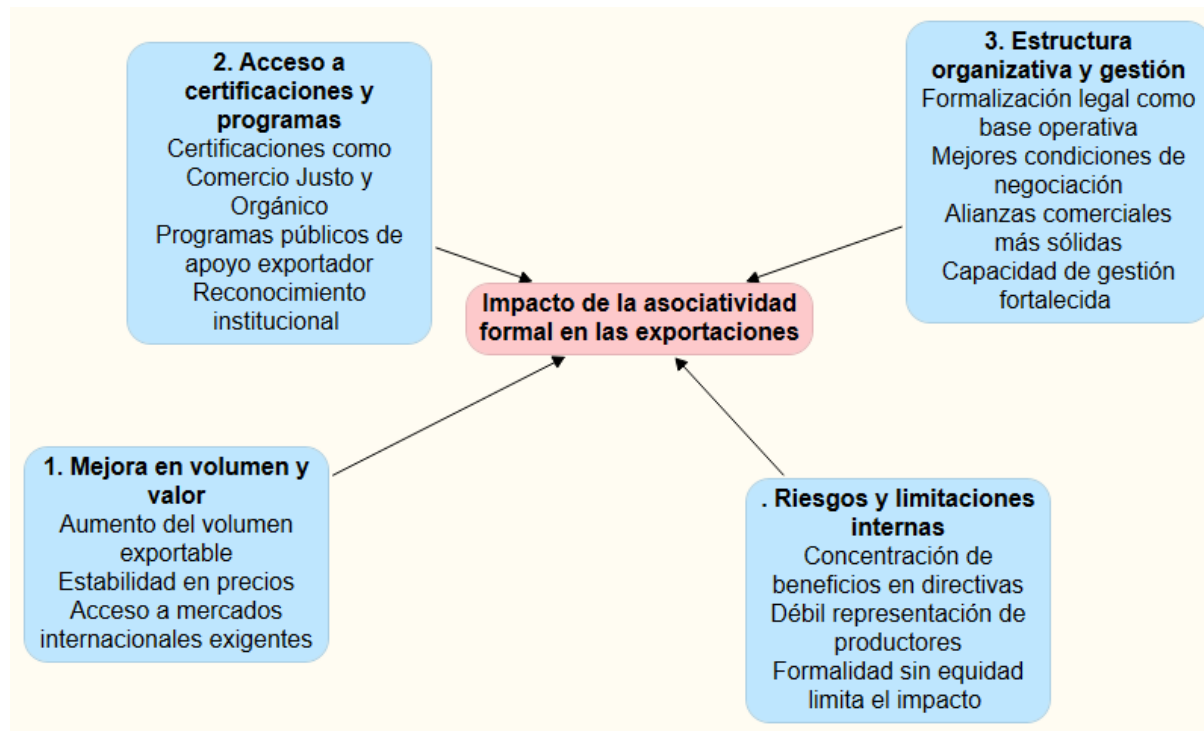 2. Acceso a
certificaciones y
programas
Certificaciones como
Comercio Justo y
Orgánico
Programas públicos de
apoyo exportador
Reconocimiento
institucional
3. Estructura
organizativa y gestión
Formalización legal como
base operativa
Mejores condiciones de
negociación
Alianzas comerciales
más sólidas
Capacidad de gestión
fortalecida
Impacto de la asociatividad
formal en las exportaciones
1. Mejora en volumen y
valor
Aumento del volumen
exportable
Estabilidad en precios
Acceso a mercados
internacionales exigentes
. Riesgos y limitaciones
internas
Concentración de
beneficios en directivas
Débil representación de
productores
Formalidad sin equidad
limita el impacto